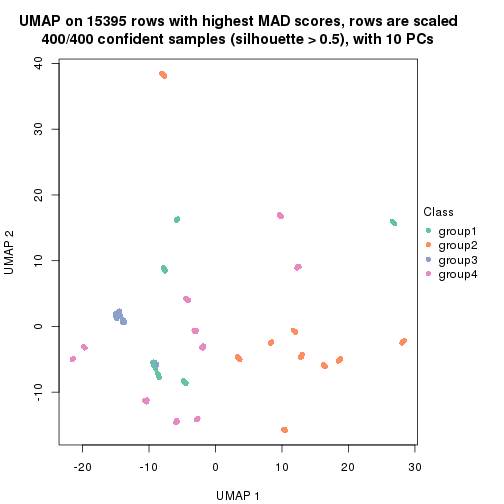 UMAP on 15395 rows with highest MAD scores, rows are scaled
400/400 confident samples (silhouette > 0.5), with 10 PCs
40
30
20
10
0
-10
UMAP 2
-20
-10
0
10
20
30
UMAP 1
Class
group1
group2
group3
group4